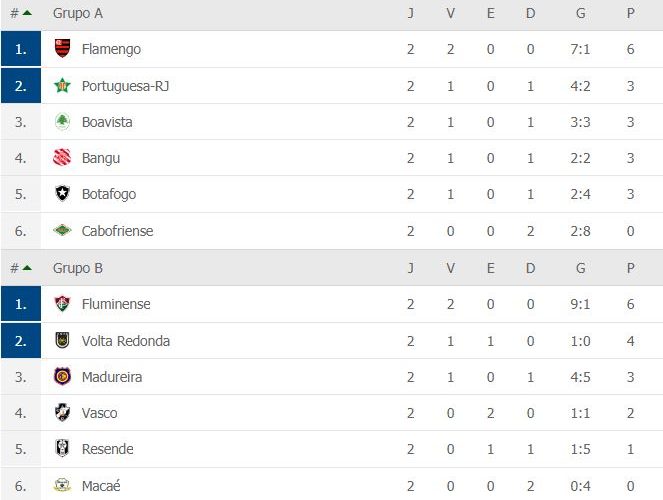 # Grupo A J V E D G P
1. Flamengo 2 2 0 0 7:1 6
2. Portuguesa-RJ 2 1 0 1 4:2 3
3. Boavista 2 1 0 1 3:3 3
4. Bangu 2 1 0 1 2:2 3
5. Botafogo 2 1 0 1 2:4 3
6. Cabofriense 2 0 0 2 2:8 0
# Grupo B J V E D G P
1. Fluminense 2 2 0 0 9:1 6
2. Volta Redonda 2 1 1 0 1:0 4
3. Madureira 2 1 0 1 4:5 3
4. Vasco 2 0 2 0 1:1 2
5. Resende 2 0 1 1 1:5 1
6. Macaé 2 0 0 2 0:4 0